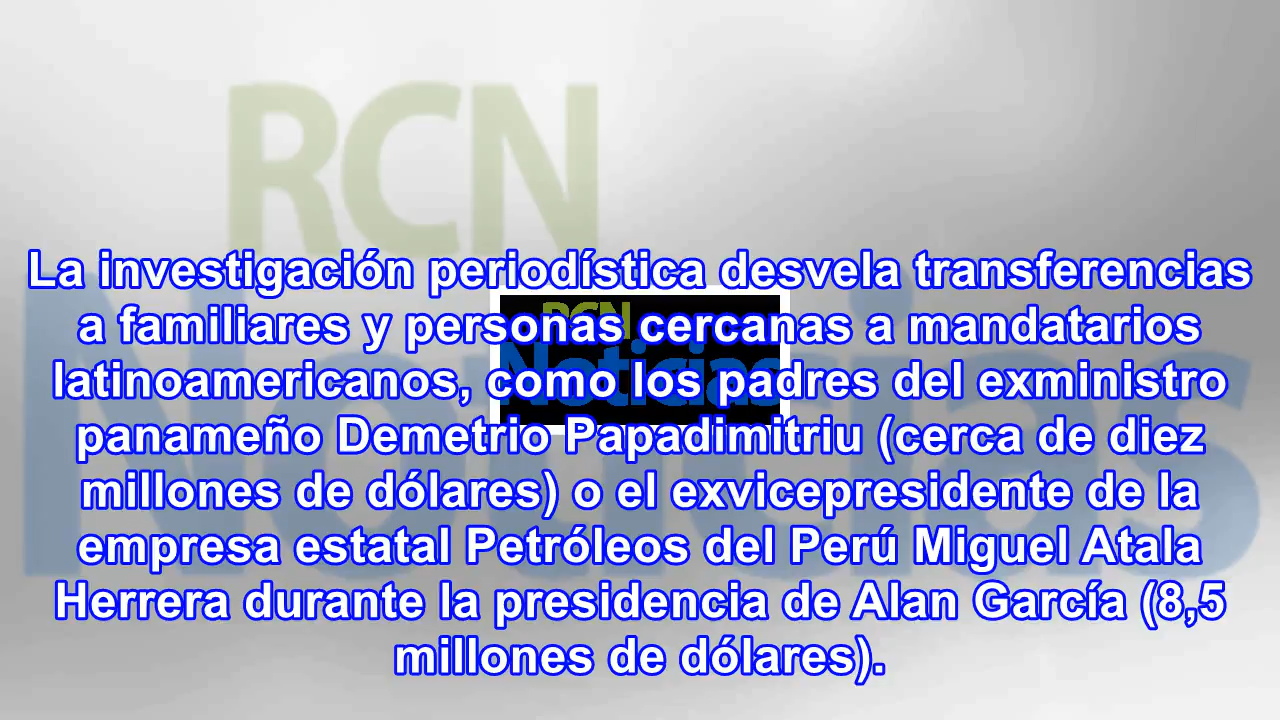 RCN
Noticias
La investigación periodística desvela transferencias
a familiares y personas cercanas a mandatarios
latinoamericanos, como los padres del exministro
panameño Demetrio Papadimitriu (cerca de diez
millones de dólares) o el exvicepresidente de la
empresa estatal Petróleos del Perú Miguel Atala
Herrera durante la presidencia de Alan García (8,5
millones de dólares).
RCN
Noticias